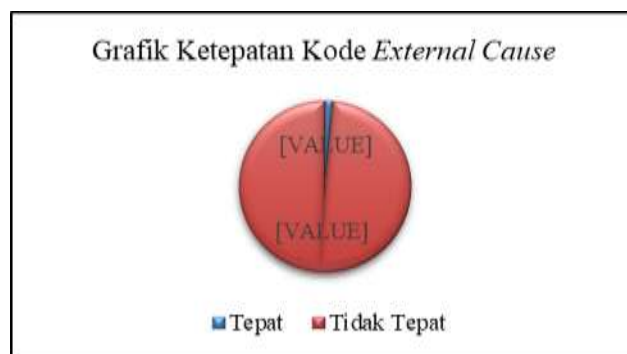 Grafik Ketepatan Kode External Cause
[VALUE]
[VALUE]
Tepat Tidak Tepat